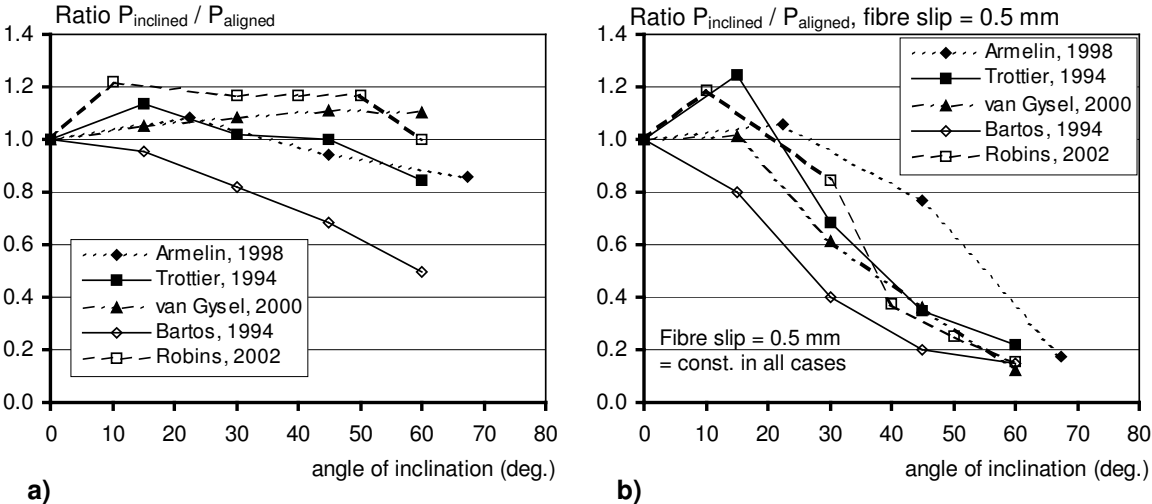 Ratio Pinclined / Paligned
1.4
1.2
1.0
0.8
0.6
0.4
0.2
0.0
Armelin, 1998
Trottier, 1994
van Gysel, 2000
Bartos, 1994
Robins, 2002
0 10 20 30 40 50 60 70 80
angle of inclination (deg.)
a)
Ratio Pinclined / Paligned, fibre slip = 0.5 mm
1.4
1.2
1.0
0.8
0.6
0.4
0.2
0.0
Armelin, 1998
Trottier, 1994
van Gysel, 2000
Bartos, 1994
Robins, 2002
Fibre slip = 0.5 mm
= const. in all cases
0 10 20 30 40 50 60 70 80
angle of inclination (deg.)
b)